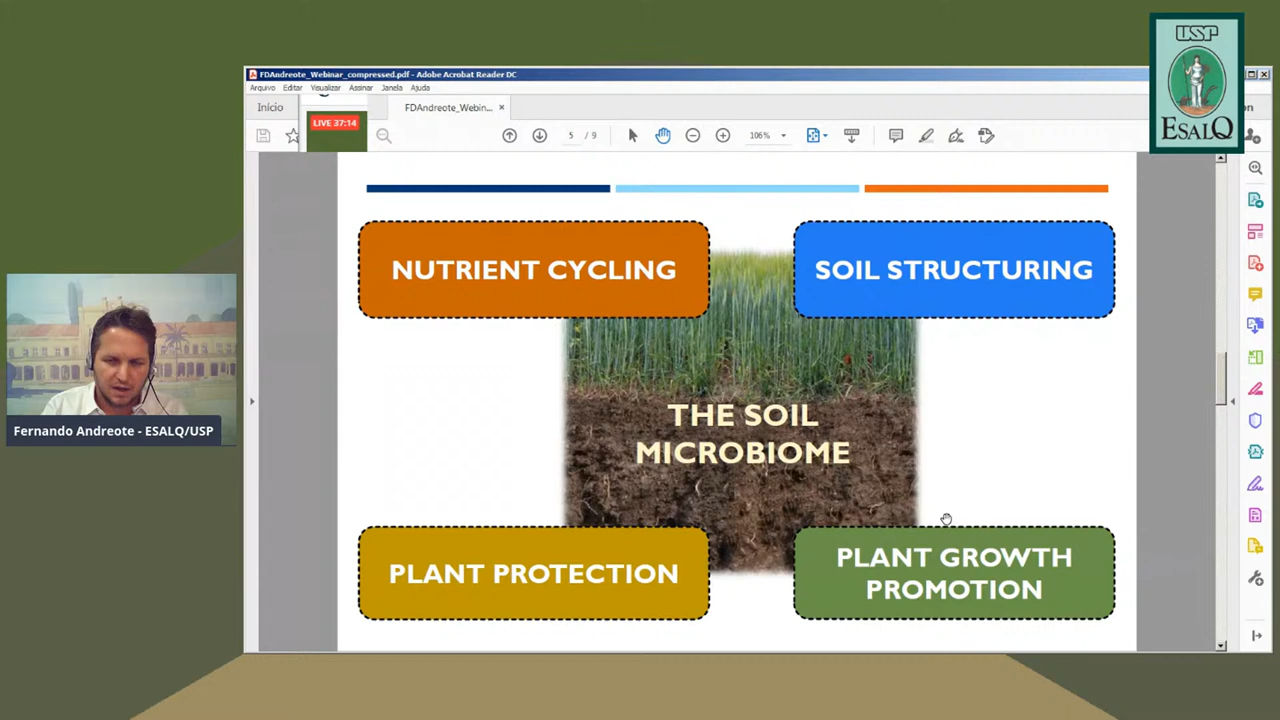 USP
ESALQ
FDAndreote_Webinar_compressed.pdf - Adobe Acrobat Reader DC
Arquivo Editar Visualizar Assinar Janela Ajuda
Início
FDAndreote_Webin... ×
LIVE 37:14
5 / 9
106%
NUTRIENT CYCLING
SOIL STRUCTURING
THE SOIL
MICROBIOME
PLANT PROTECTION
PLANT GROWTH
PROMOTION
Fernando Andreote - ESALQ/USP